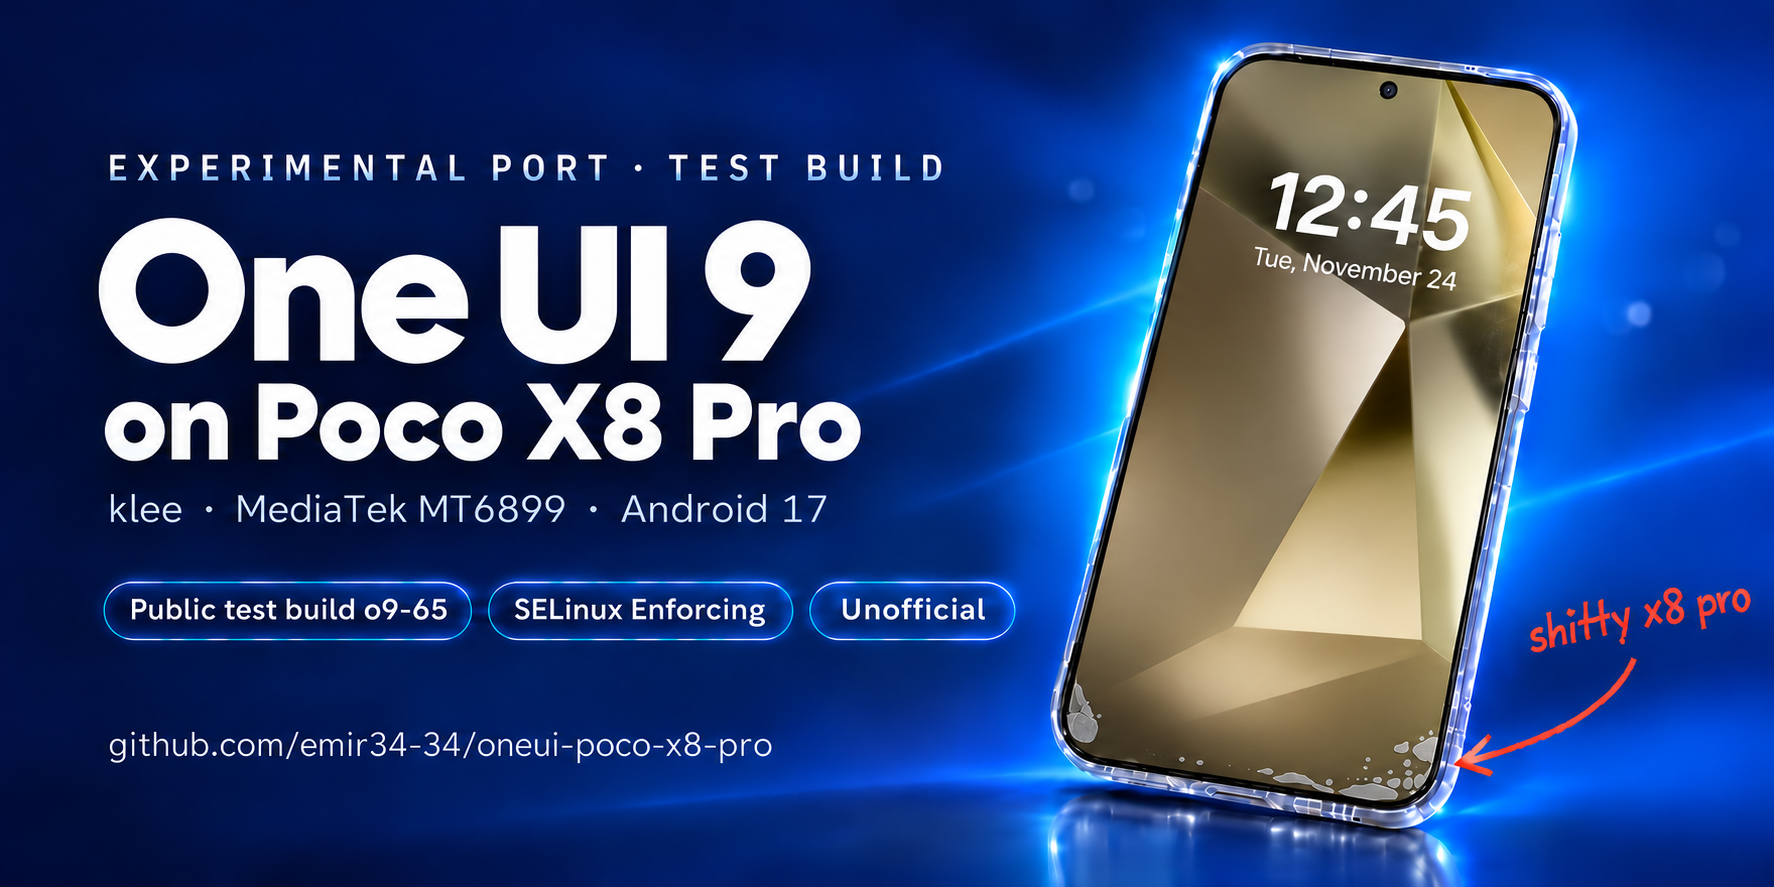 EXPERIMENTAL PORT · TEST BUILD
One UI 9
on Poco X8 Pro
klee · MediaTek MT6899 · Android 17
Public test build o9-65
SELinux Enforcing
Unofficial
github.com/emir34-34/oneui-poco-x8-pro
12:45
Tue, November 24
shitty x8 pro